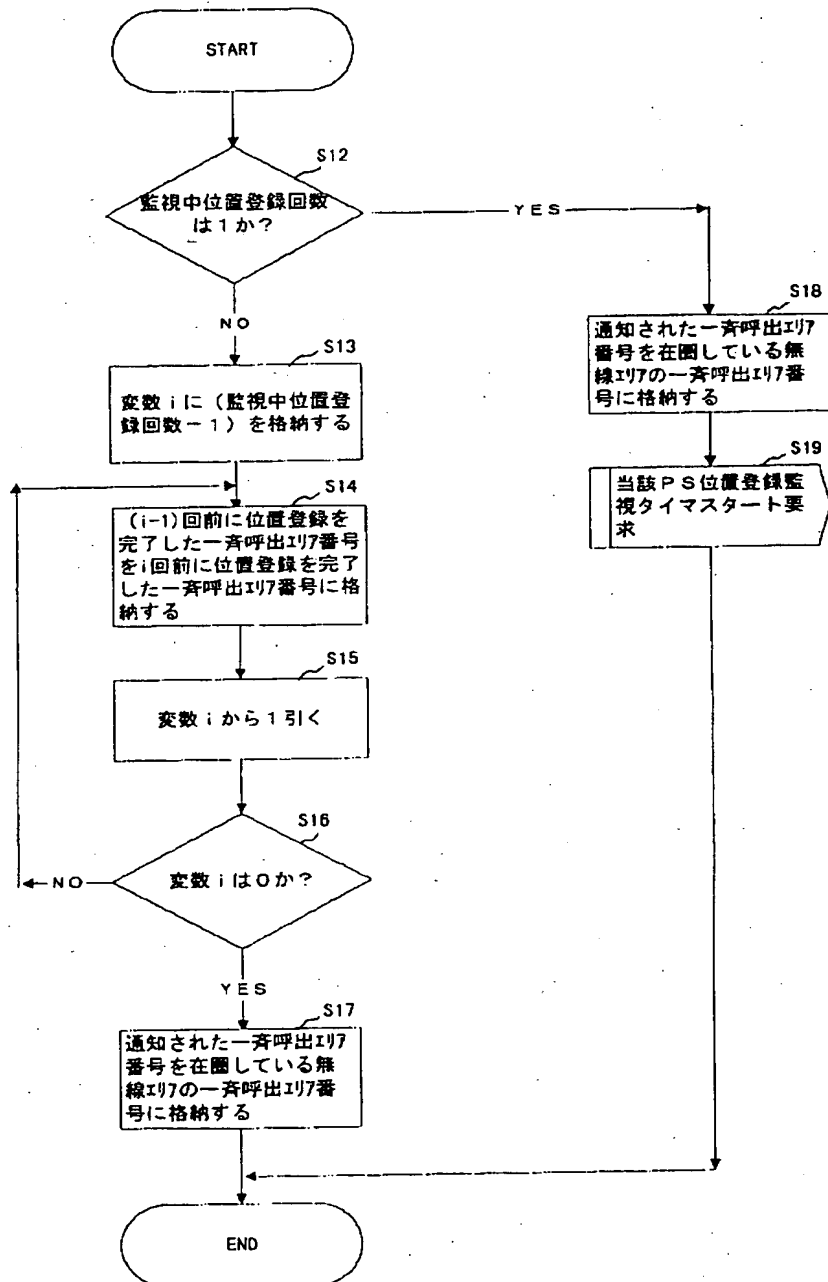 START
S12
監視中位置登録回数
は1か?
YES
NO
S13
変数iに(監視中位置登
録回数-1)を格納する
S14
(i-1)回前に位置登録を
完了した一斉呼出エリア番号
をi回前に位置登録を完了
した一斉呼出エリア番号に格
納する
S15
変数iから1引く
S16
変数iは0か?
NO
YES
S17
通知された一斉呼出エリア
番号を在圏している無
線エリアの一斉呼出エリア番
号に格納する
S18
通知された一斉呼出エリア
番号を在圏している無
線エリアの一斉呼出エリア番号
に格納する
S19
当該PS位置登録監
視タイマスタート要
求
END